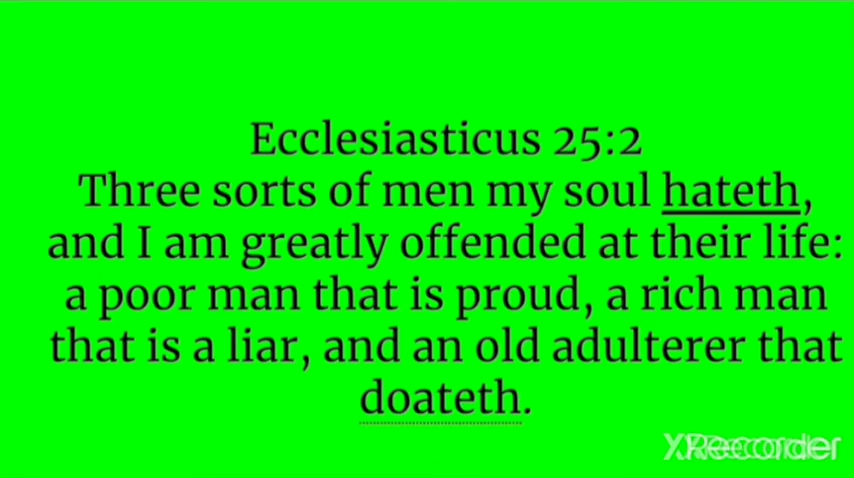 Ecclesiasticus 25:2
Three sorts of men my soul hateth,
and I am greatly offended at their life:
a poor man that is proud, a rich man
that is a liar, and an old adulterer that
doateth.
XRecorder